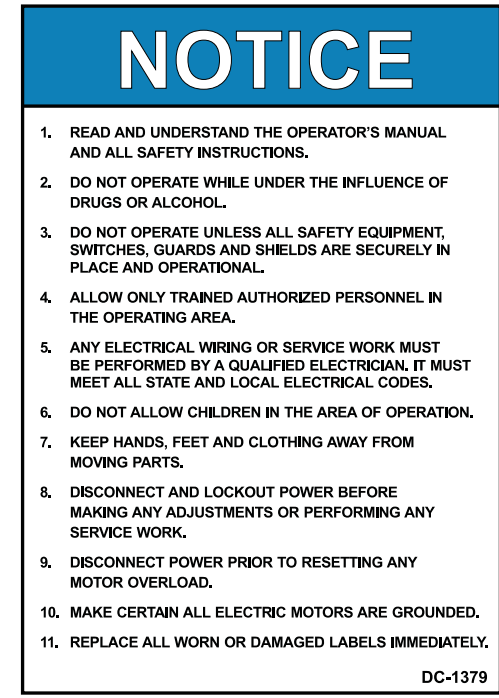 NOTICE
1. READ AND UNDERSTAND THE OPERATOR'S MANUAL
AND ALL SAFETY INSTRUCTIONS.
2. DO NOT OPERATE WHILE UNDER THE INFLUENCE OF
DRUGS OR ALCOHOL.
3. DO NOT OPERATE UNLESS ALL SAFETY EQUIPMENT,
SWITCHES, GUARDS AND SHIELDS ARE SECURELY IN
PLACE AND OPERATIONAL.
4. ALLOW ONLY TRAINED AUTHORIZED PERSONNEL IN
THE OPERATING AREA.
5. ANY ELECTRICAL WIRING OR SERVICE WORK MUST
BE PERFORMED BY A QUALIFIED ELECTRICIAN. IT MUST
MEET ALL STATE AND LOCAL ELECTRICAL CODES.
6. DO NOT ALLOW CHILDREN IN THE AREA OF OPERATION.
7. KEEP HANDS, FEET AND CLOTHING AWAY FROM
MOVING PARTS.
8. DISCONNECT AND LOCKOUT POWER BEFORE
MAKING ANY ADJUSTMENTS OR PERFORMING ANY
SERVICE WORK.
9. DISCONNECT POWER PRIOR TO RESETTING ANY
MOTOR OVERLOAD.
10. MAKE CERTAIN ALL ELECTRIC MOTORS ARE GROUNDED.
11. REPLACE ALL WORN OR DAMAGED LABELS IMMEDIATELY.
DC-1379